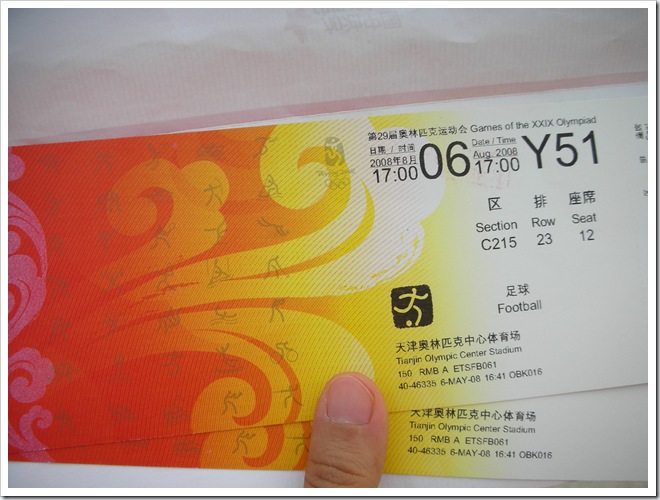 第29届奥林匹克运动会 Games of the XXIX Olympiad
日期 / 时间
2008年8月
17:00
06
Date / Time
Aug. 2008
17:00
Y51
区 排 座席
Section Row Seat
C215 23 12
足球
Football
天津奥林匹克中心体育场
Tianjin Olympic Center Stadium
150 RMB A ETSFB061
40-46335 6-MAY-08 16:41 OBK016
天津奥林匹克中心体育场
Tianjin Olympic Center Stadium
150 RMB A ETSFB061
6-MAY-08 16:41 OBK016